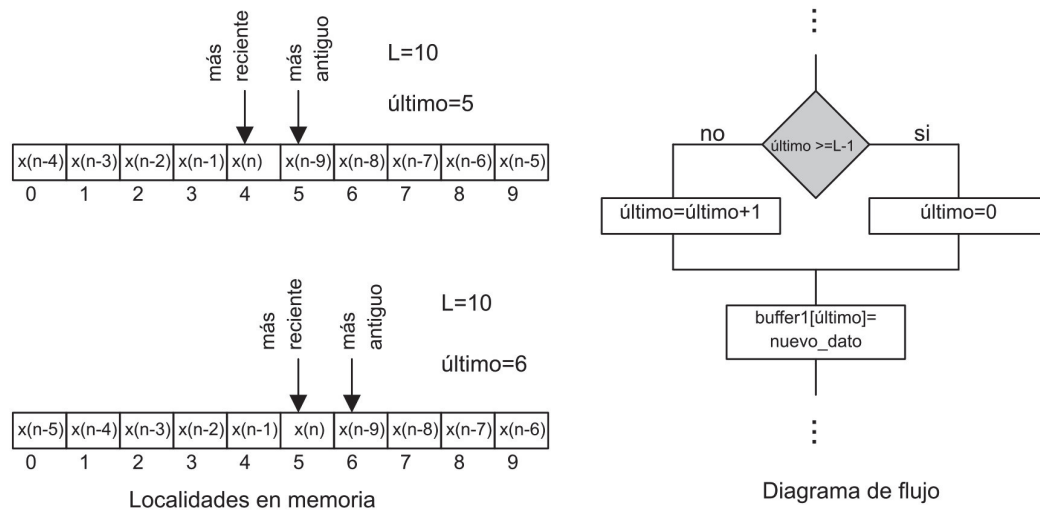 más
reciente
más
antiguo
L=10
último=5
x(n-4) x(n-3) x(n-2) x(n-1) x(n) x(n-9) x(n-8) x(n-7) x(n-6) x(n-5)
0 1 2 3 4 5 6 7 8 9
más
reciente
más
antiguo
L=10
último=6
x(n-5) x(n-4) x(n-3) x(n-2) x(n-1) x(n) x(n-9) x(n-8) x(n-7) x(n-6)
0 1 2 3 4 5 6 7 8 9
Localidades en memoria
último >=L-1
no
si
último=último+1
último=0
buffer1[último]=
nuevo_dato
Diagrama de flujo